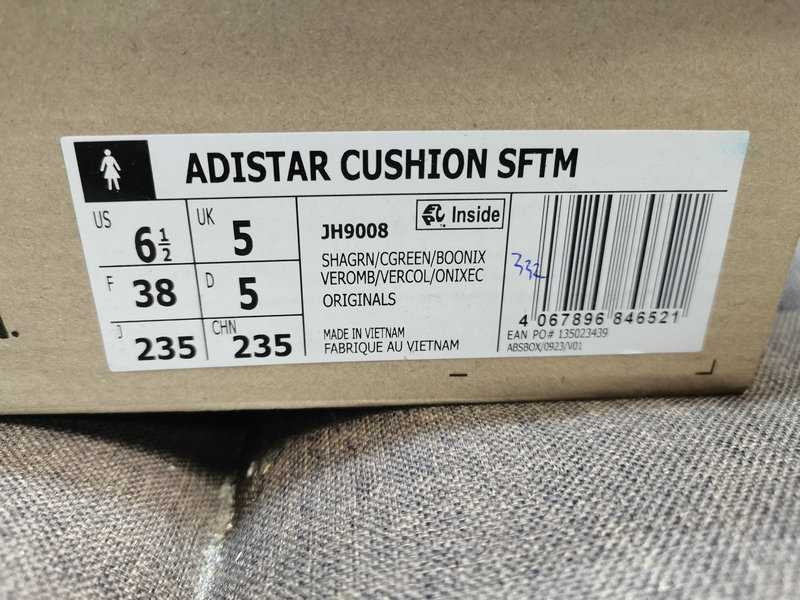 ADISTAR CUSHION SFTM
US 6½ UK 5
F 38 D 5
J 235 CHN 235
JH9008
Inside
SHAGRN/CGREEN/BOONIX
VEROMB/VERCOL/ONIXEC
ORIGINALS
MADE IN VIETNAM
FABRIQUE AU VIETNAM
332
4 067896 846521
EAN PO# 135023439
ABSBOX/0923/V01